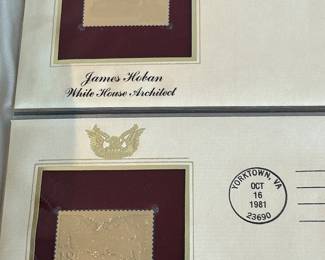 James Hoban
White House Architect
YORKTOWN, VA
OCT
16
1981
23690